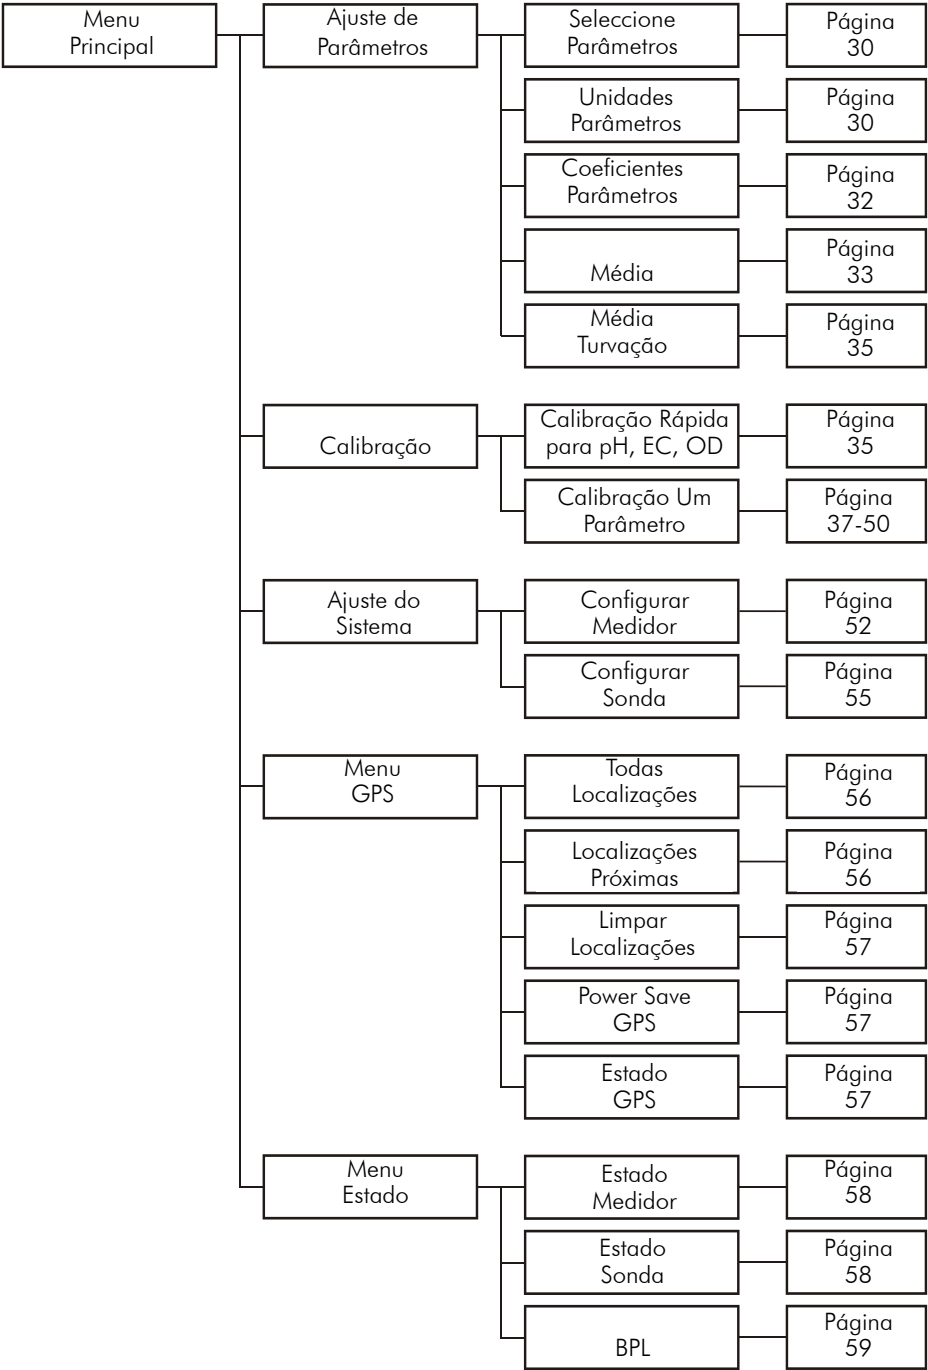 Menu
Principal
Ajuste de
Parâmetros
Seleccione
Parâmetros
Página
30
Unidades
Parâmetros
Página
30
Coeficientes
Parâmetros
Página
32
Média
Página
33
Média
Turvação
Página
35
Calibração
Calibração Rápida
para pH, EC, OD
Página
35
Calibração Um
Parâmetro
Página
37-50
Ajuste do
Sistema
Configurar
Medidor
Página
52
Configurar
Sonda
Página
55
Menu
GPS
Todas
Localizações
Página
56
Localizações
Próximas
Página
56
Limpar
Localizações
Página
57
Power Save
GPS
Página
57
Estado
GPS
Página
57
Menu
Estado
Estado
Medidor
Página
58
Estado
Sonda
Página
58
BPL
Página
59